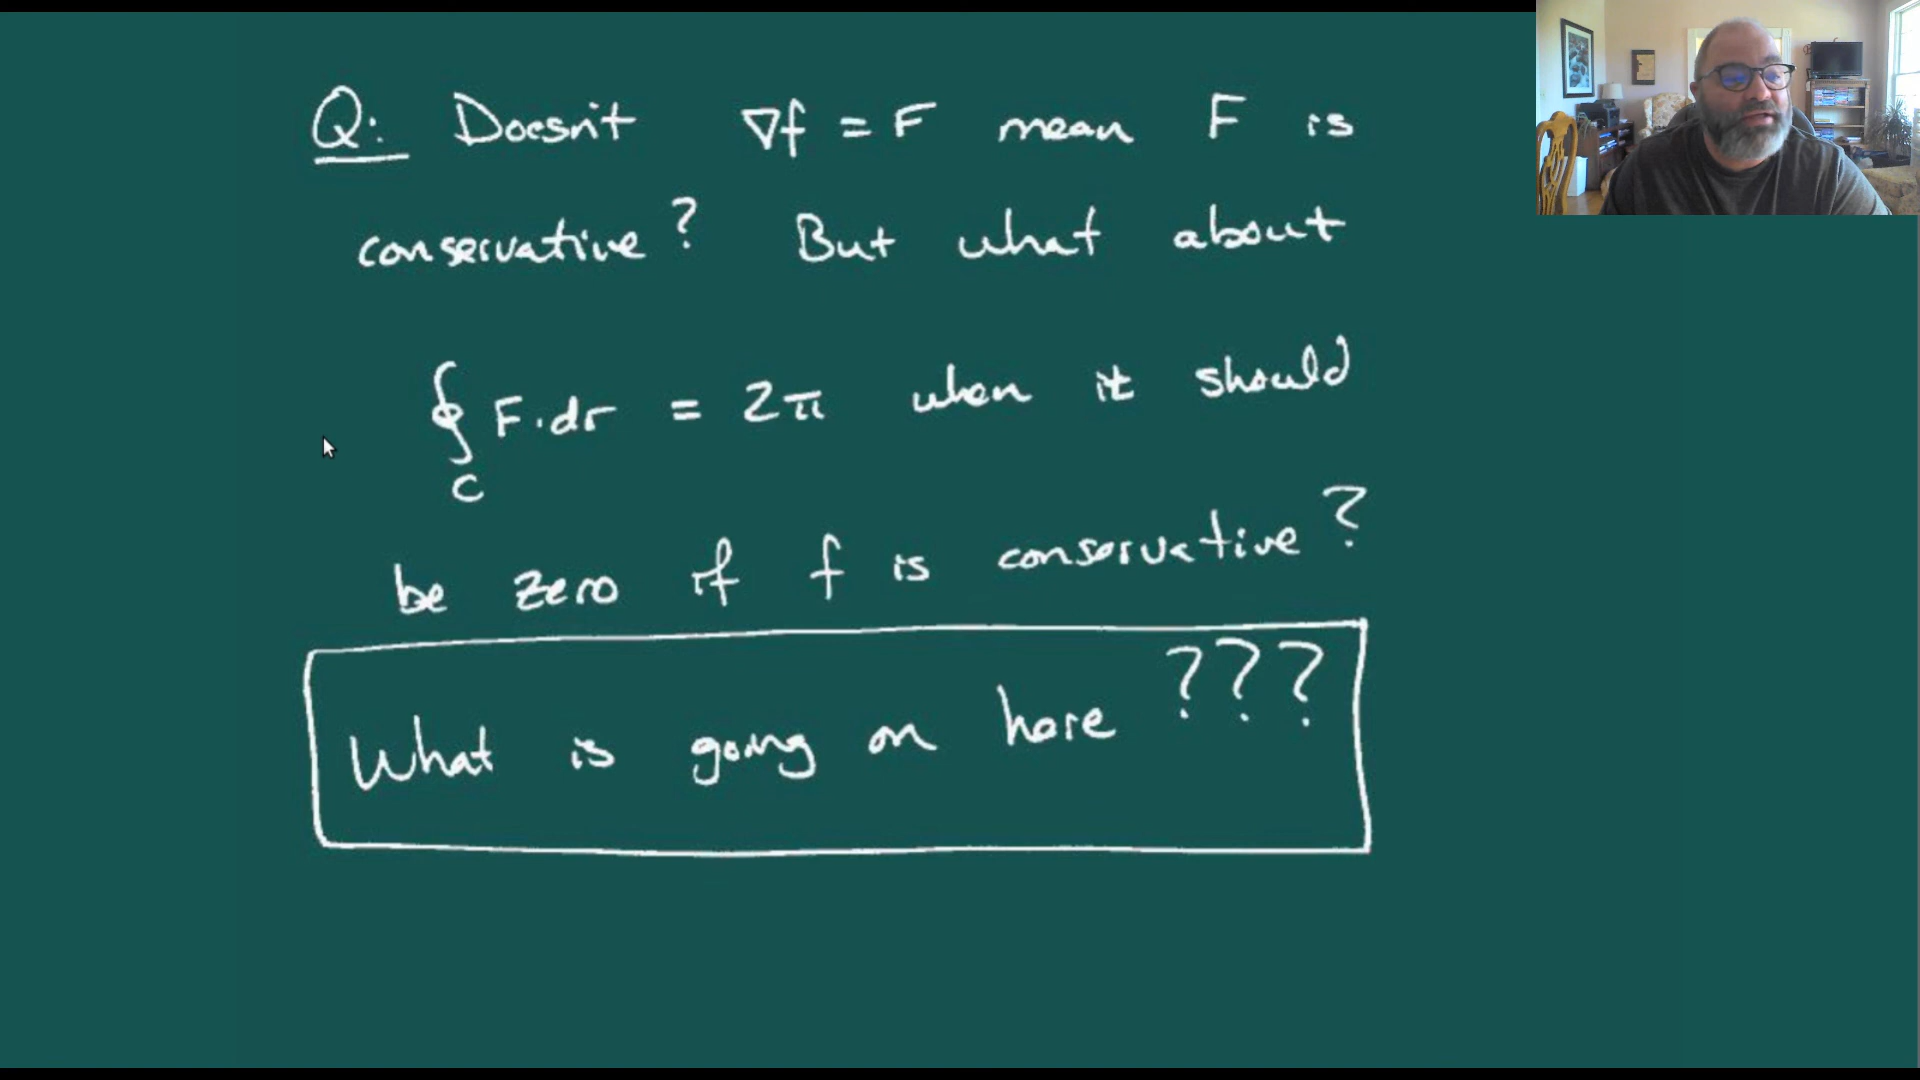 Q: Doesn't ∇f = F mean F is
conservative? But what about
∮ F·dr = 2π when it should
C
be zero if f is conservative?
What is going on here ???